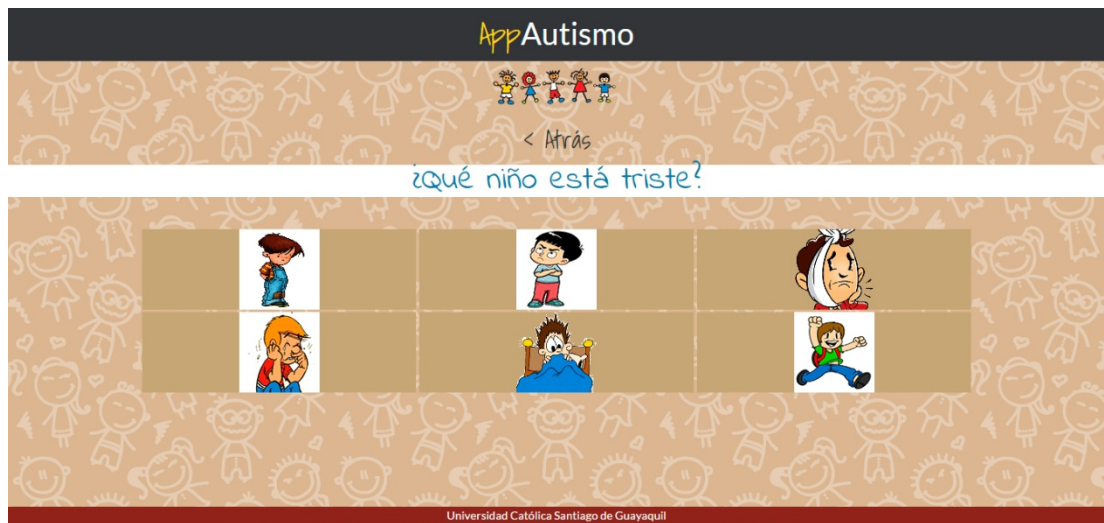 AppAutismo
< Atrás
¿Qué niño está triste?
Universidad Católica Santiago de Guayaquil